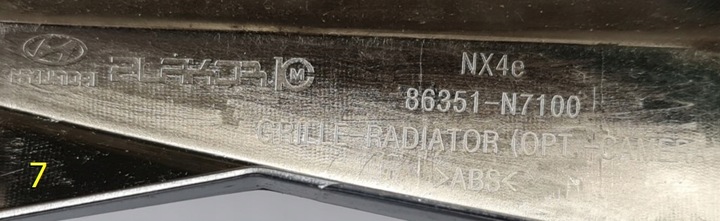 HYUNDAI
M
NX4e
86351-N7100
GRILLE-RADIATOR (OPT-
>ABS<
7